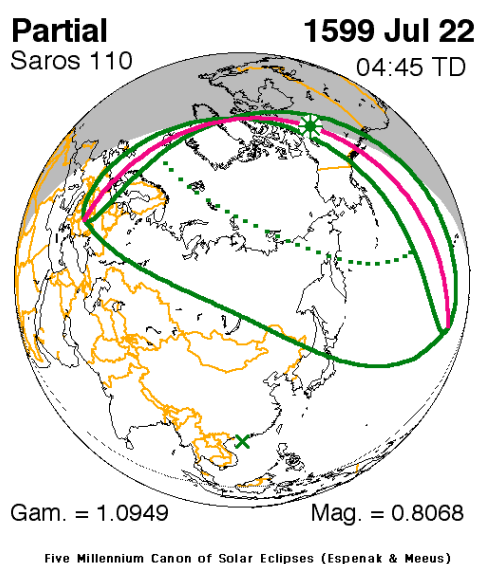 Partial 1599 Jul 22
Saros 110 04:45 TD
Gam. = 1.0949 Mag. = 0.8068
Five Millennium Canon of Solar Eclipses (Espenak & Meeus)